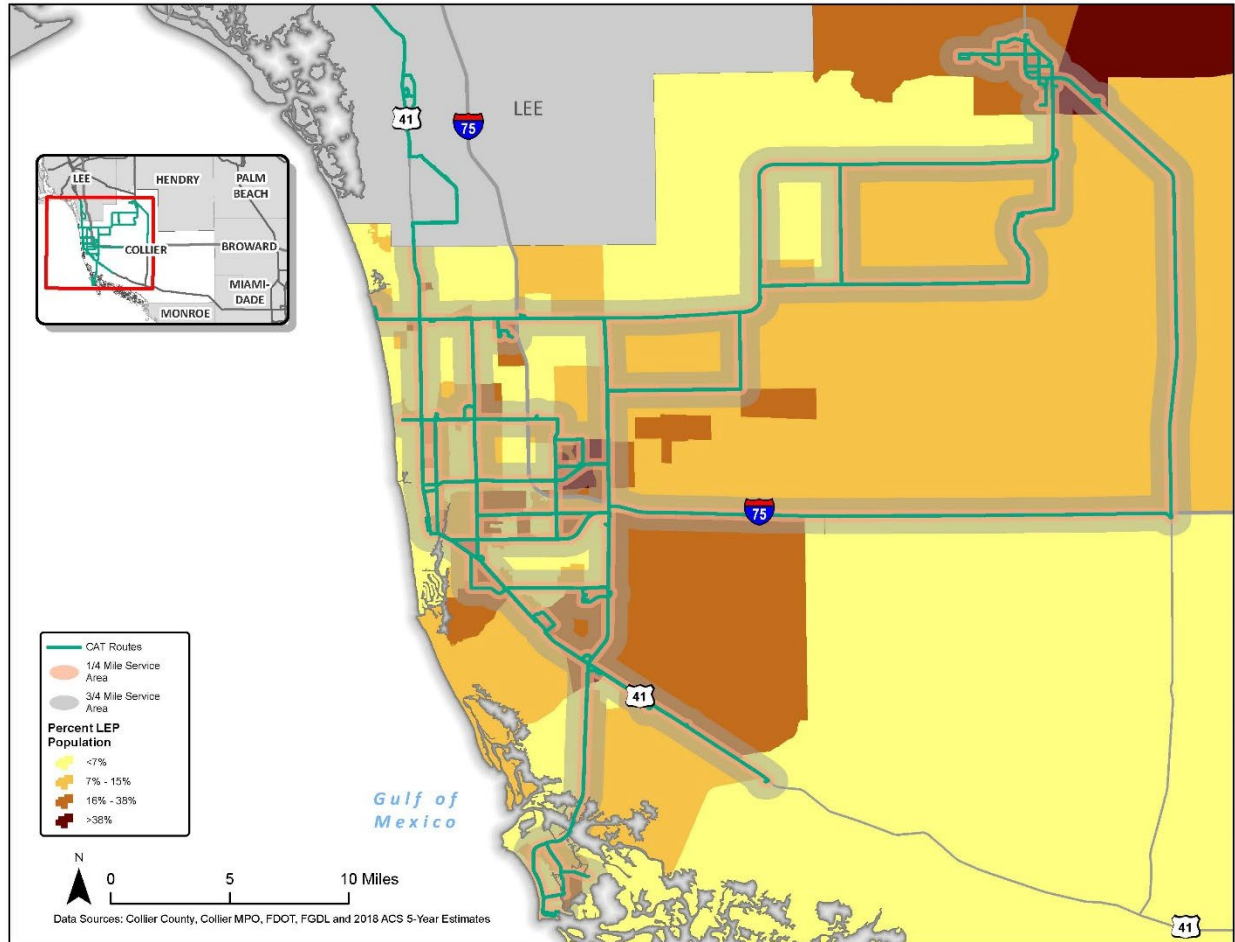 41
75
LEE
LEE
HENDRY
PALM
BEACH
COLLIER
BROWARD
MIAMI-
DADE
MONROE
75
41
CAT Routes
1/4 Mile Service
Area
3/4 Mile Service
Area
Percent LEP
Population
<7%
7% - 15%
16% - 38%
>38%
Gulf of
Mexico
N
0 5 10 Miles
Data Sources: Collier County, Collier MPO, FDOT, FGDL and 2018 ACS 5-Year Estimates
41